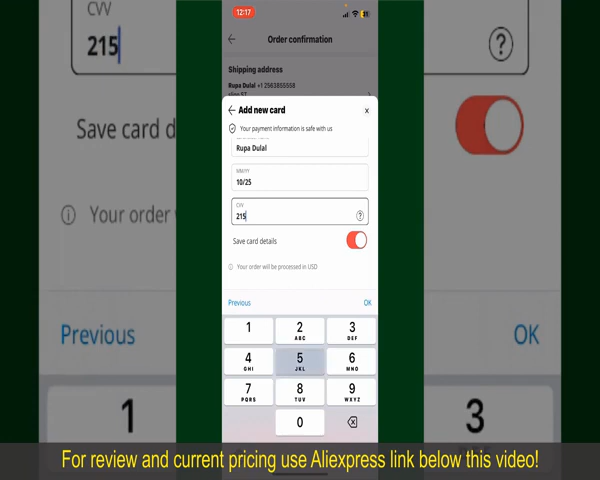 CVV
215
Save card d
Your order
Previous
1
12:17
Order confirmation
Shipping address
Rupa Dulal +1 2563855558
Add new card
x
Your payment information is safe with us
Rupa Dulal
MM/YY
10/25
CVV
215
?
Save card details
Your order will be processed in USD
Previous
OK
1
2
ABC
3
DEF
4
GHI
5
JKL
6
MNO
7
PQRS
8
TUV
9
WXYZ
0
?
OK
3
For review and current pricing use Aliexpress link below this video!